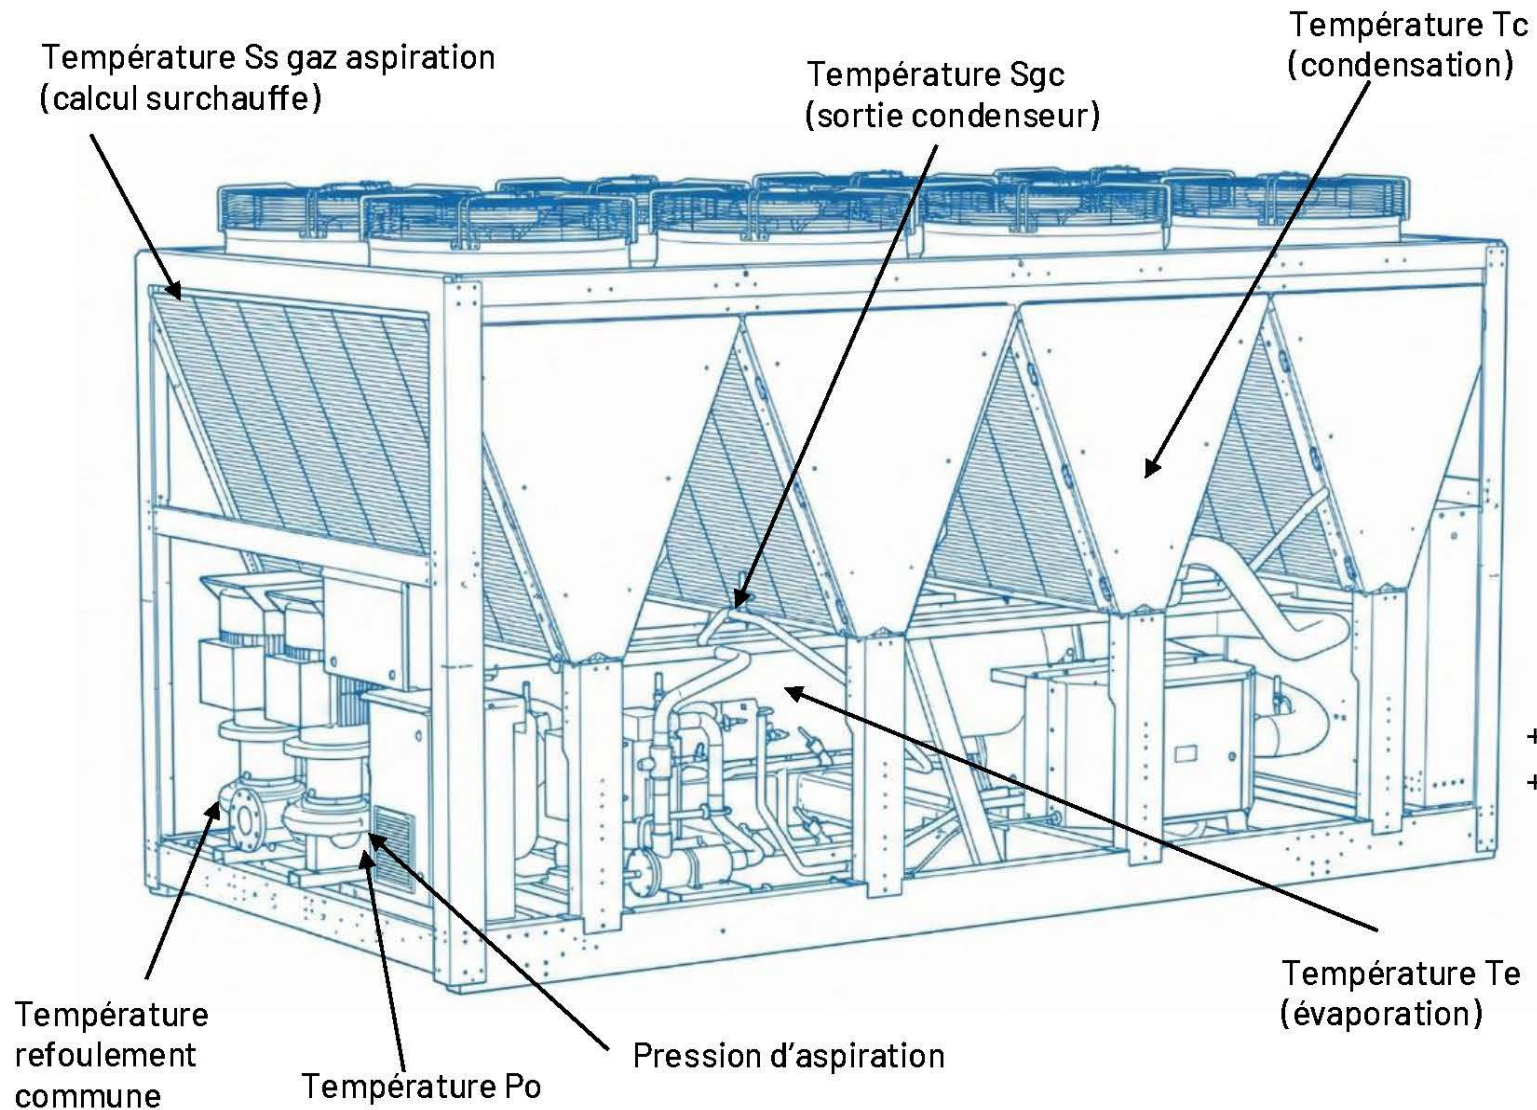 Température Ss gaz aspiration
(calcul surchauffe)
Température Sgc
(sortie condenseur)
Température Tc
(condensation)
+
+
Température
refoulement
commune
Température Po
Pression d'aspiration
Température Te
(évaporation)